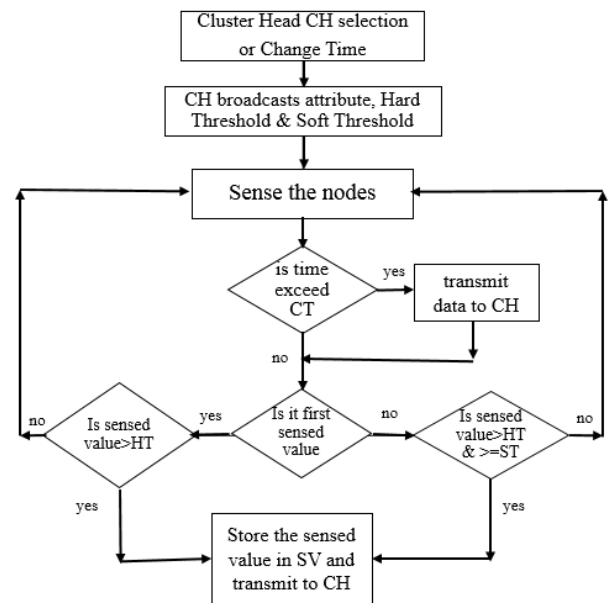 Cluster Head CH selection
or Change Time
CH broadcasts attribute, Hard
Threshold & Soft Threshold
Sense the nodes
is time
exceed
CT
yes
transmit
data to CH
no
Is sensed
value>HT
no
yes
Is it first
sensed
value
no
Is sensed
value>HT
& >=ST
no
yes
yes
Store the sensed
value in SV and
transmit to CH